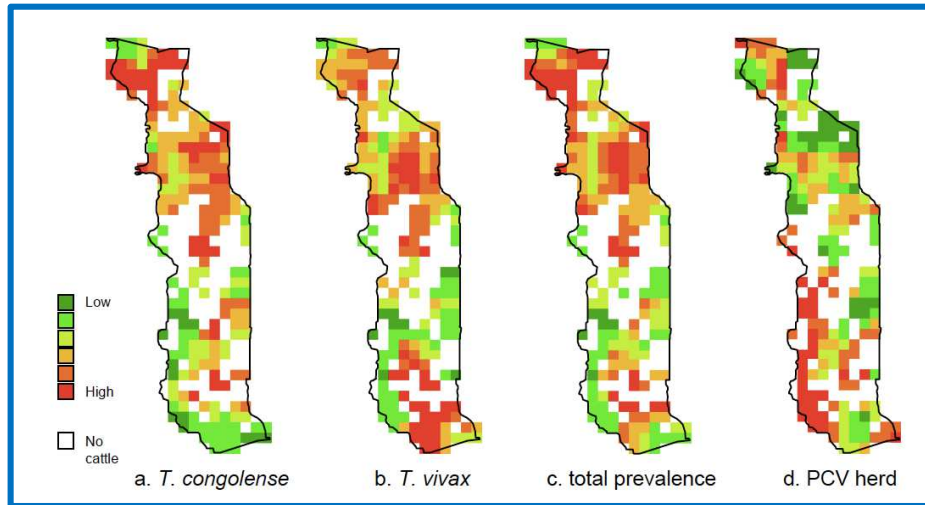 Low
High
No
cattle
a. T. congolense
b. T. vivax
c. total prevalence
d. PCV herd